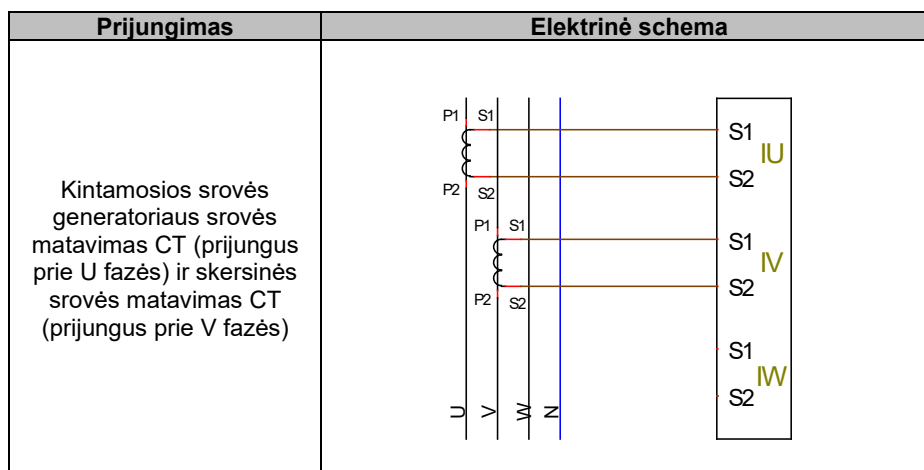 Prijungimas
Elektrinė schema
Kintamosios srovės
generatoriaus srovės
matavimas CT (prijungus
prie U fazės) ir skersinės
srovės matavimas CT
(prijungus prie V fazės)
P1 S1
P2 S2
P1 S1
P2 S2
U V W N
S1
IU
S2
S1
IV
S2
S1
IW
S2